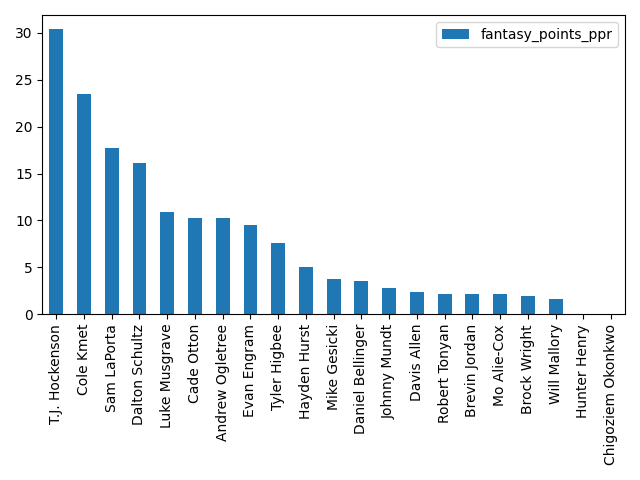 fantasy_points_ppr
30
25
20
15
10
5
0
T.J. Hockenson
Cole Kmet
Sam LaPorta
Dalton Schultz
Luke Musgrave
Cade Otton
Andrew Ogletree
Evan Engram
Tyler Higbee
Hayden Hurst
Mike Gesicki
Daniel Bellinger
Johnny Mundt
Davis Allen
Robert Tonyan
Brevin Jordan
Mo Alie-Cox
Brock Wright
Will Mallory
Hunter Henry
Chigoziem Okonkwo